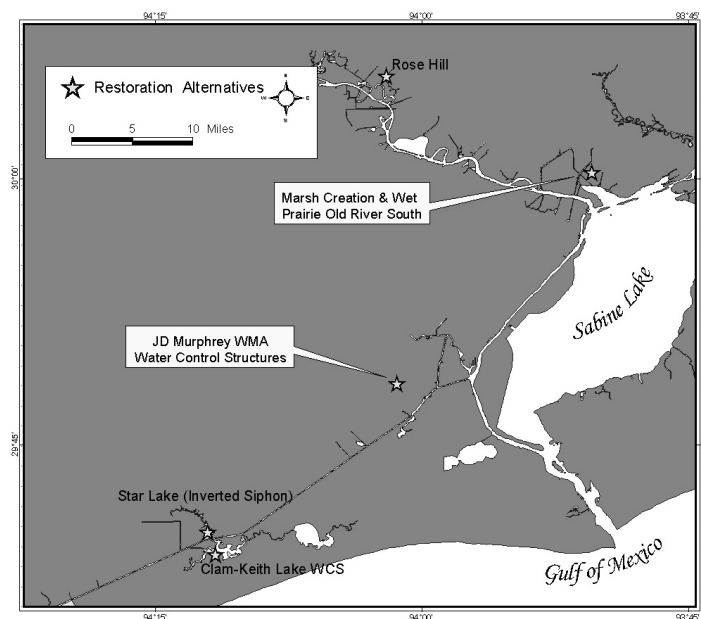 94°15'
94°00'
93°45'
Rose Hill
Restoration Alternatives
N
W
E
S
0 5 10 Miles
30°00'
Marsh Creation & Wet
Prairie Old River South
Sabine Lake
JD Murphrey WMA
Water Control Structures
29°45'
Star Lake (Inverted Siphon)
Clam-Keith Lake WCS
Gulf of Mexico
94°15'
94°00'
93°45'